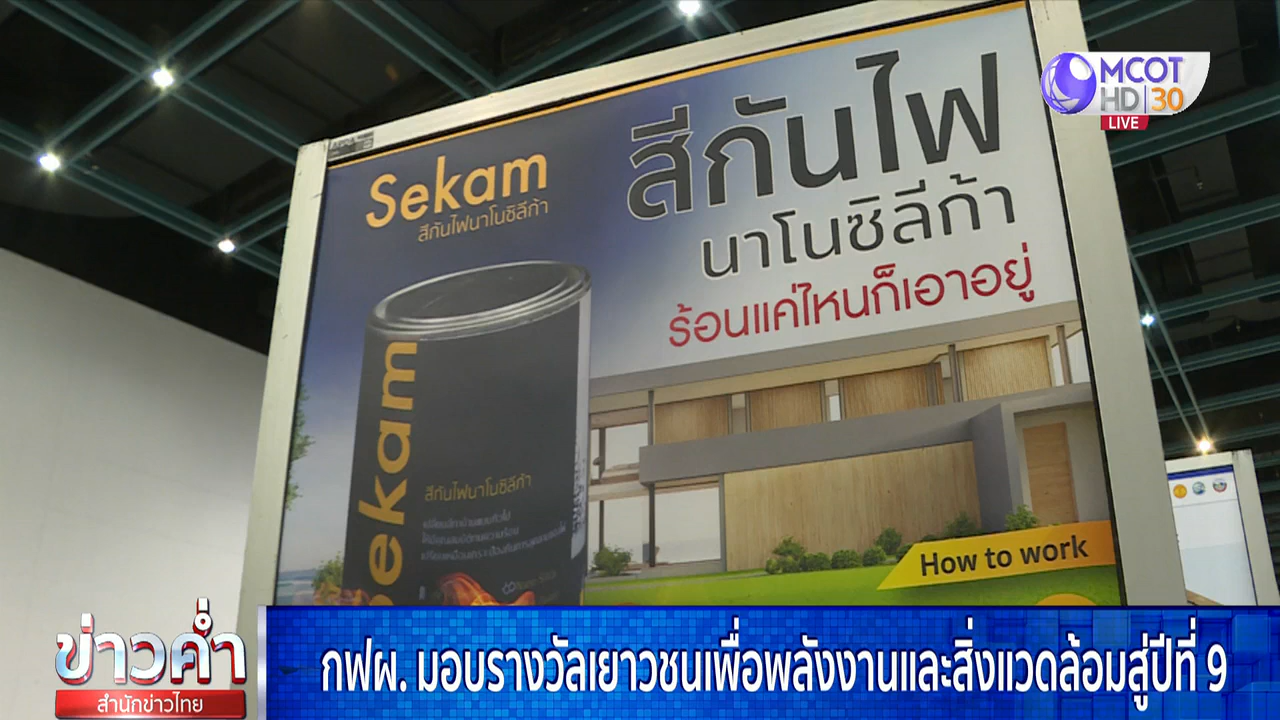 MCOT
HD 30
LIVE
Sekam
สีกันไฟนาโนซิลีก้า
สีกันไฟ
นาโนซิลีก้า
ร้อนแค่ไหนก็เอาอยู่
Sekam
สีกันไฟนาโนซิลีก้า
How to work
ข่าวค่ำ
สำนักข่าวไทย
กฟผ. มอบรางวัลเยาวชนเพื่อพลังงานและสิ่งแวดล้อมสู่ปีที่ 9